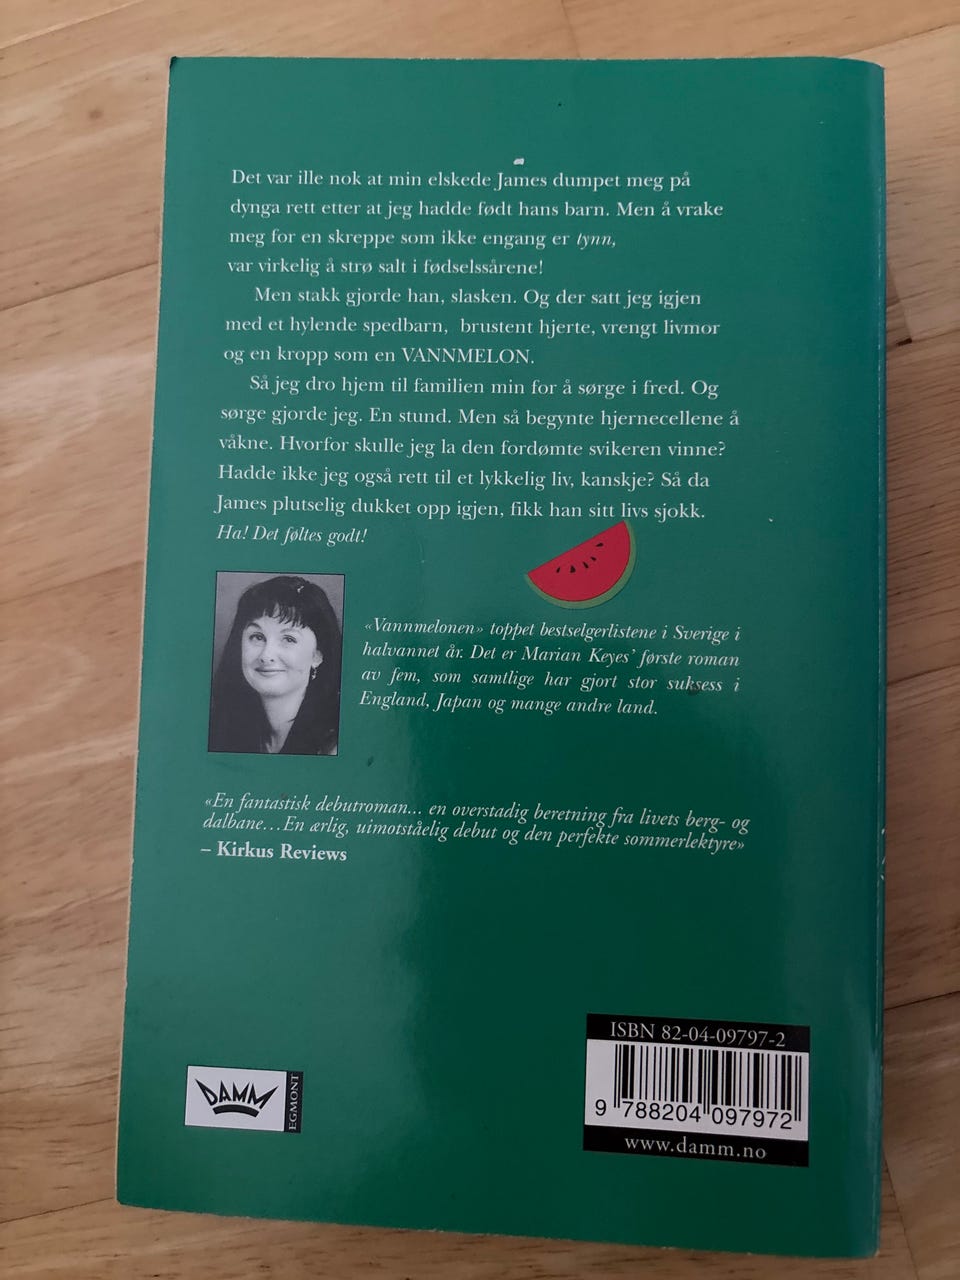 Det var ille nok at min elskede James dumpet meg på
dynga rett etter at jeg hadde født hans barn. Men å vrake
meg for en skreppe som ikke engang er tynn,
var virkelig å strø salt i fødselssårene!
Men stakk gjorde han, slasken. Og der satt jeg igjen
med et hylende spedbarn, brustent hjerte, vrengt livmor
og en kropp som en VANNMELON.
Så jeg dro hjem til familien min for å sørge i fred. Og
sørge gjorde jeg. En stund. Men så begynte hjernecellene å
våkne. Hvorfor skulle jeg la den fordømte svikeren vinne?
Hadde ikke jeg også rett til et lykkelig liv, kanskje? Så da
James plutselig dukket opp igjen, fikk han sitt livs sjokk.
Ha! Det føltes godt!
«Vannmelonen» toppet bestselgerlistene i Sverige i
halvannet år. Det er Marian Keyes' første roman
av fem, som samtlige har gjort stor suksess i
England, Japan og mange andre land.
«En fantastisk debutroman... en overstadig beretning fra livets berg- og
dalbane...En ærlig, uimotståelig debut og den perfekte sommerlektyre»
– Kirkus Reviews
DAMM
EGMONT
ISBN 82-04-09797-2
9 788204 097972
www.damm.no